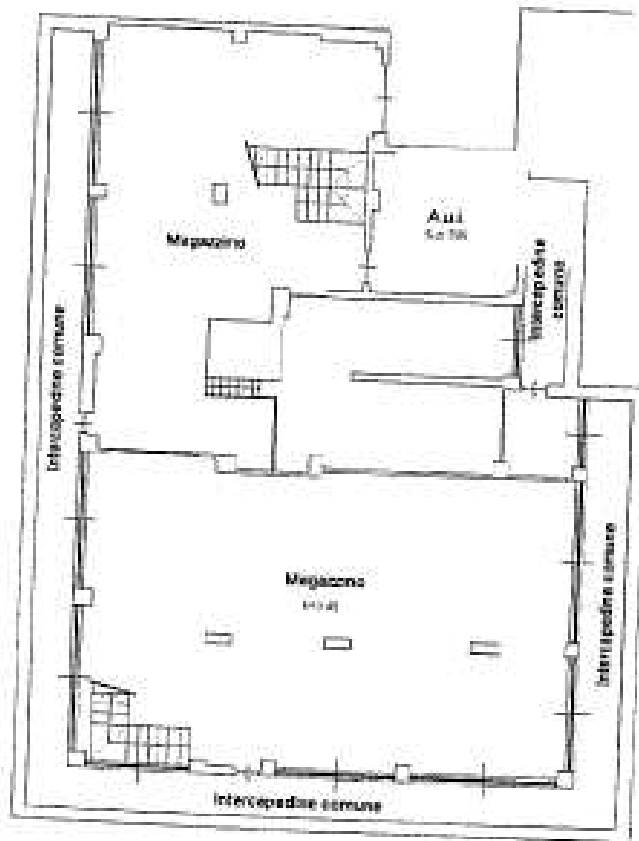 A.u.i.
Magazzino
Intercapedine
comune
Intercapedine comune
Magazzino
Intercapedine comune
Intercapedine comune